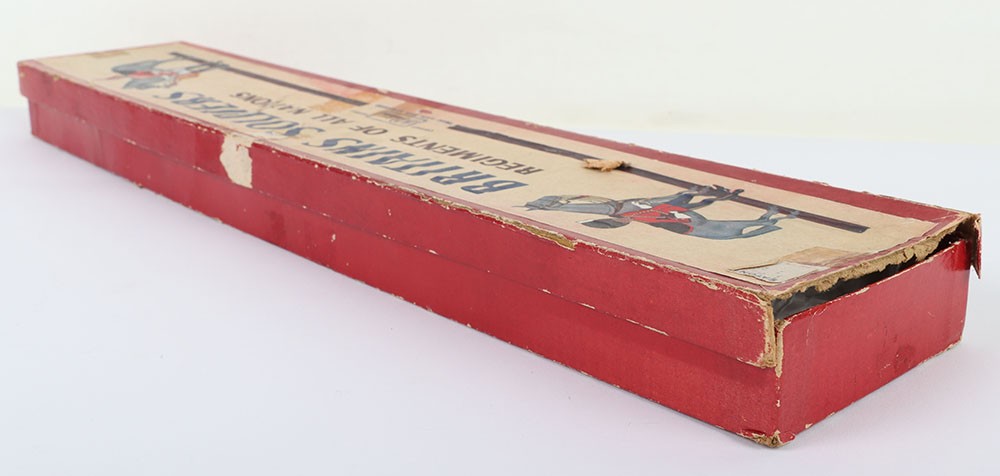 BRITAINS SOLDIERS
REGIMENTS OF ALL NATIONS